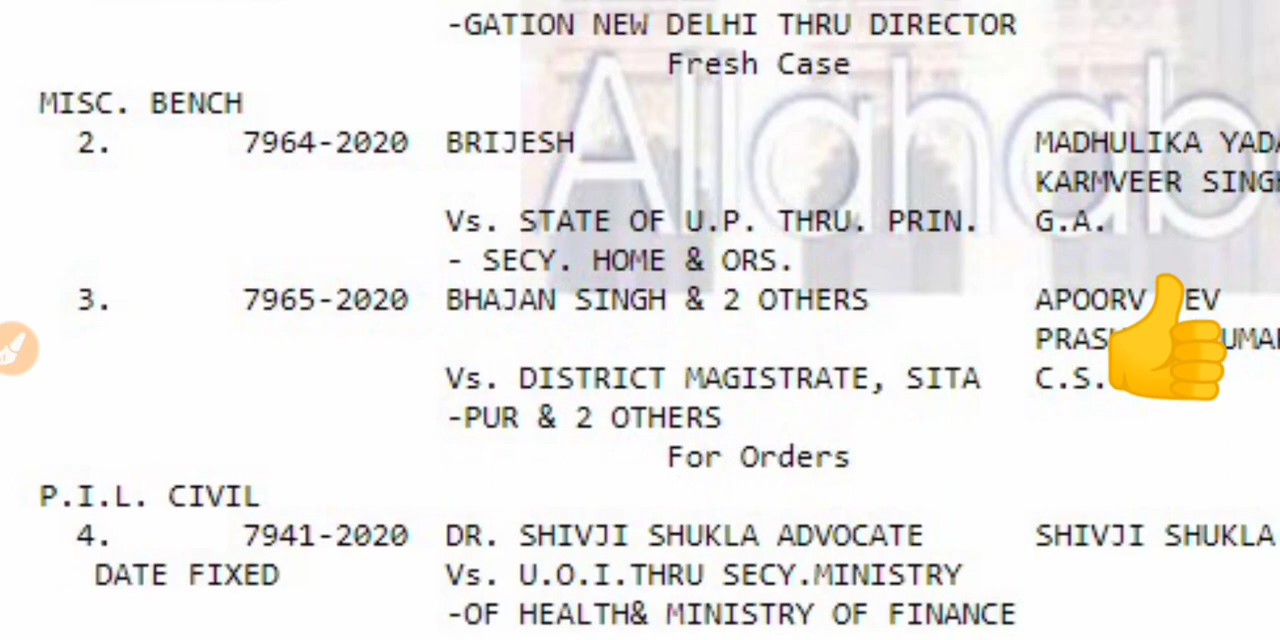 -GATION NEW DELHI THRU DIRECTOR
Fresh Case
MISC. BENCH
2. 7964-2020 BRIJESH MADHULIKA
KARMVEER
Vs. STATE OF U.P. THRU. PRIN. G.A.
- SECY. HOME & ORS.
3. 7965-2020 BHAJAN SINGH & 2 OTHERS
Vs. DISTRICT MAGISTRATE, SITA C.S.
-PUR & 2 OTHERS
For Orders
P.I.L. CIVIL
4. 7941-2020 DR. SHIVJI SHUKLA ADVOCATE SHIVJI SHUKLA
DATE FIXED Vs. U.O.I.THRU SECY.MINISTRY
-OF HEALTH& MINISTRY OF FINANCE